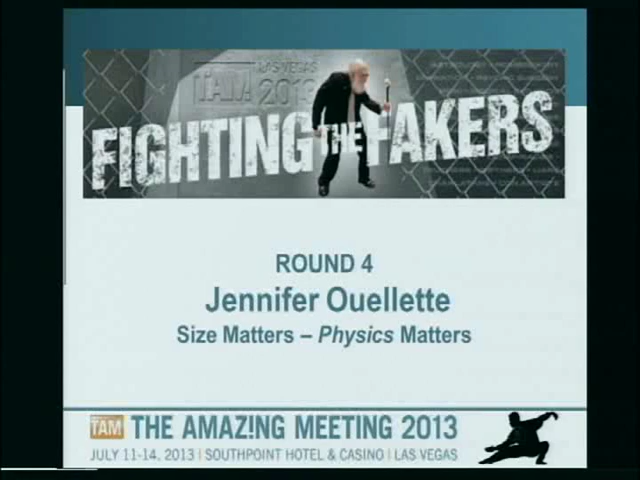 TAM
LAS VEGAS
2013
FIGHTING THE FAKERS
ROUND 4
Jennifer Ouellette
Size Matters – Physics Matters
TAM THE AMAZ!NG MEETING 2013
JULY 11-14, 2013 | SOUTHPOINT HOTEL & CASINO | LAS VEGAS